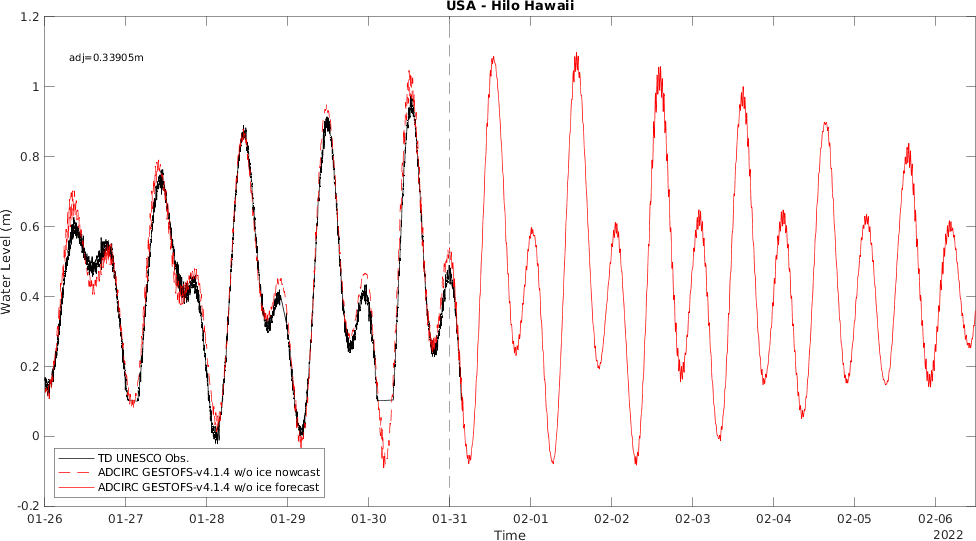 USA - Hilo Hawaii
1.2
adj=0.33905m
1
0.8
0.6
0.4
0.2
0
-0.2
Water Level (m)
TD UNESCO Obs.
ADCIRC GESTOFS-v4.1.4 w/o ice nowcast
ADCIRC GESTOFS-v4.1.4 w/o ice forecast
01-26 01-27 01-28 01-29 01-30 01-31 02-01 02-02 02-03 02-04 02-05 02-06
Time
2022